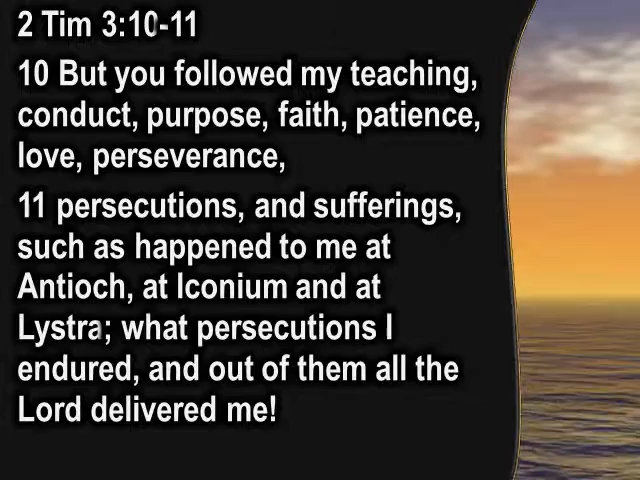 2 Tim 3:10-11
10 But you followed my teaching,
conduct, purpose, faith, patience,
love, perseverance,
11 persecutions, and sufferings,
such as happened to me at
Antioch, at Iconium and at
Lystra; what persecutions I
endured, and out of them all the
Lord delivered me!